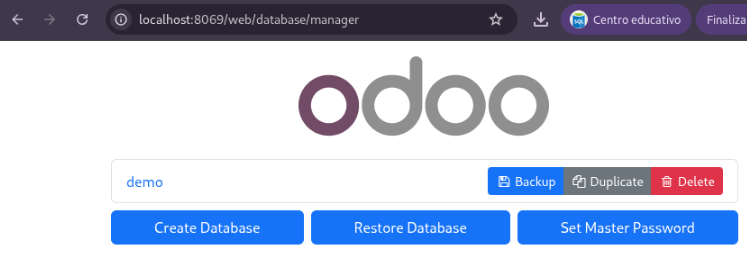 localhost:8069/web/database/manager
Centro educativo
Finaliza
odoo
demo
Backup
Duplicate
Delete
Create Database
Restore Database
Set Master Password